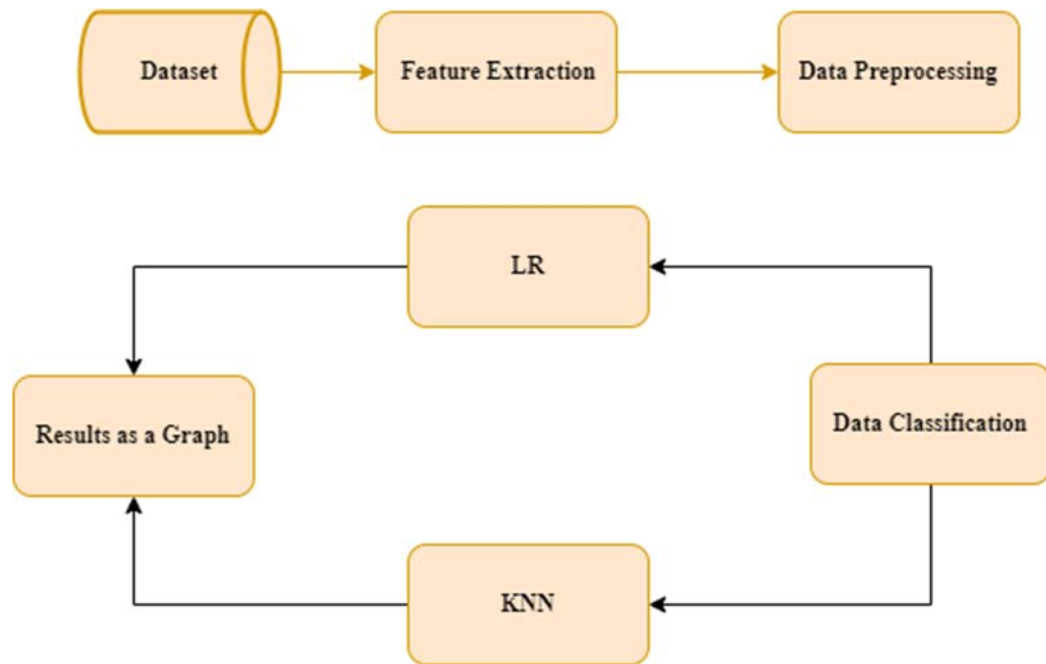 Dataset
Feature Extraction
Data Preprocessing
LR
Results as a Graph
Data Classification
KNN